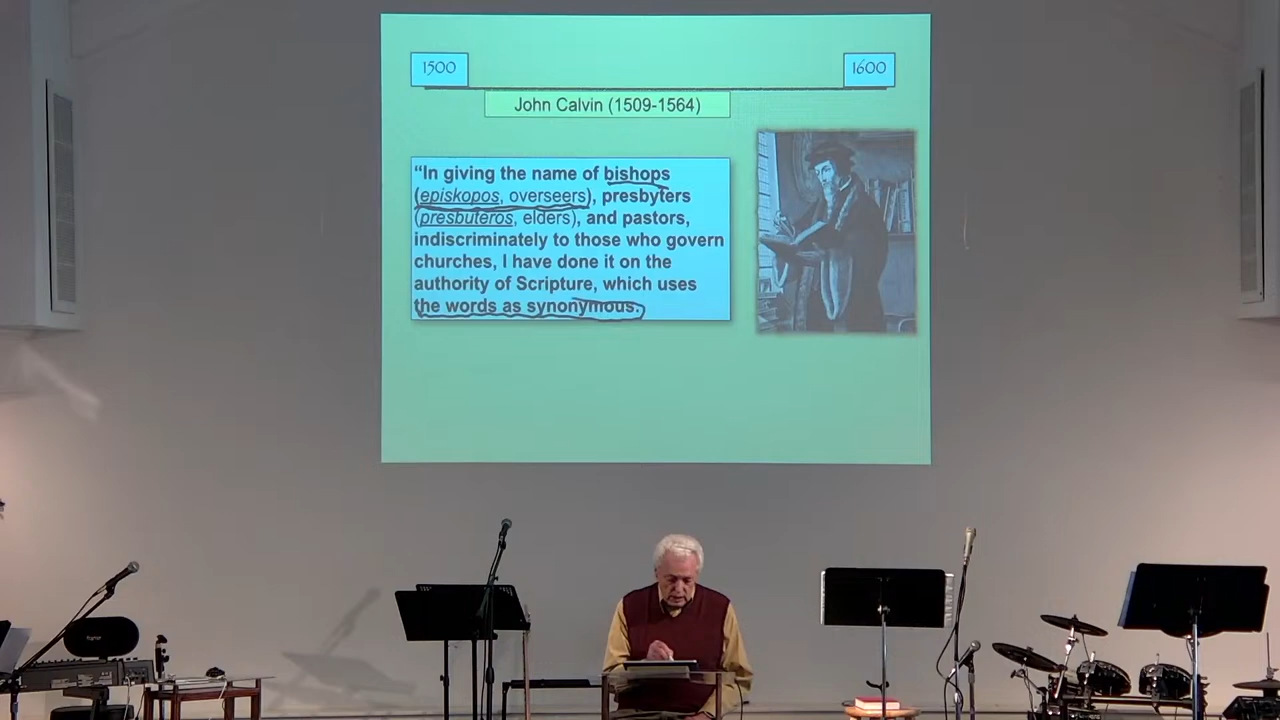 1500
1600
John Calvin (1509-1564)
“In giving the name of bishops
(episkopos, overseers), presbyters
(presbuteros, elders), and pastors,
indiscriminately to those who govern
churches, I have done it on the
authority of Scripture, which uses
the words as synonymous.